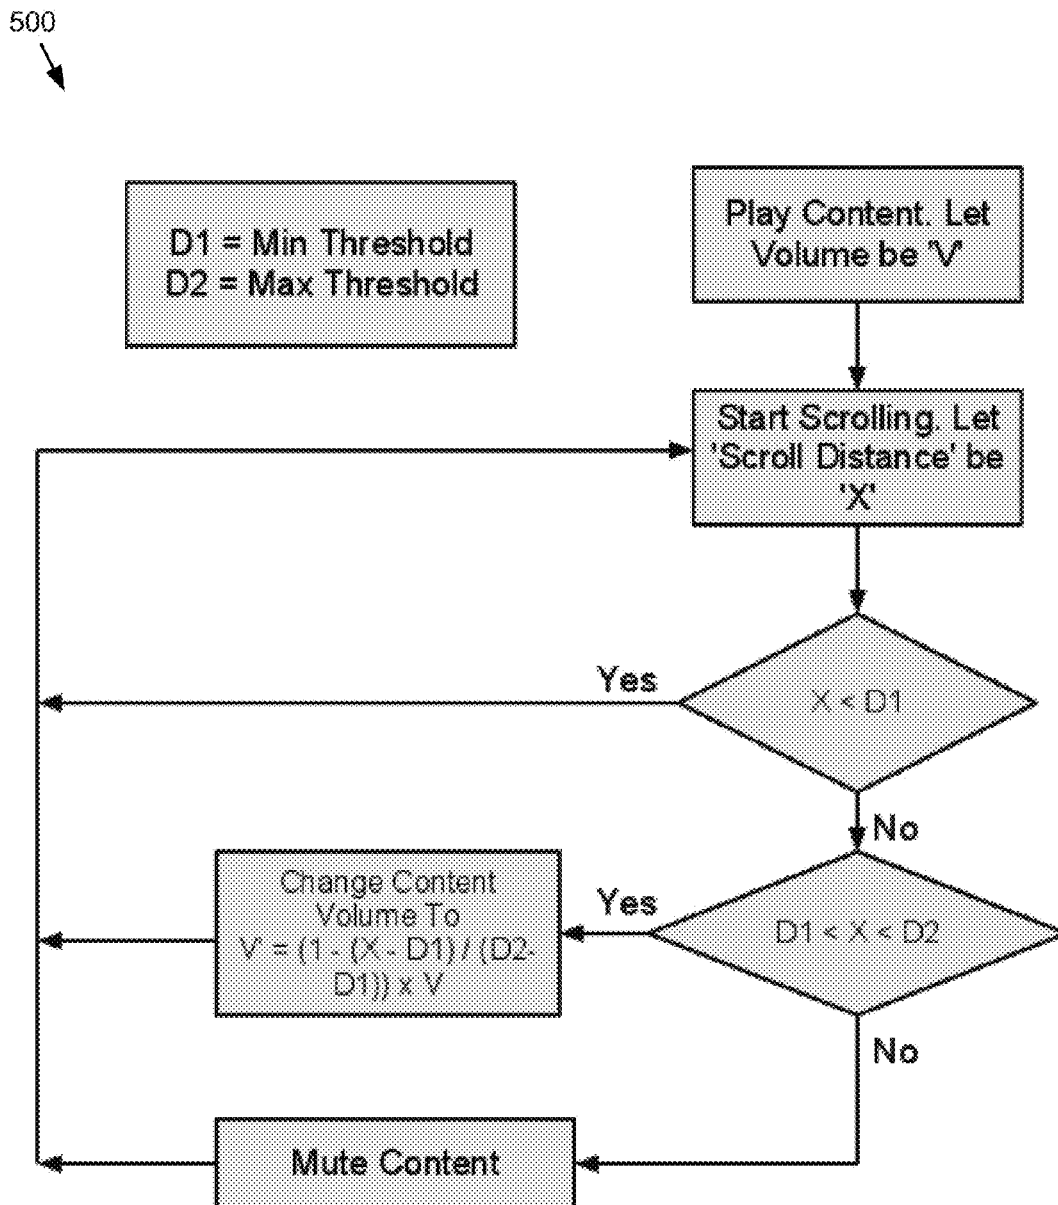 500
D1 = Min Threshold
D2 = Max Threshold
Play Content. Let
Volume be 'V'
Start Scrolling. Let
'Scroll Distance' be
'X'
Yes
X < D1
No
Change Content
Volume To
V' = (1 - (X - D1) / (D2-
D1)) x V
Yes
D1 < X < D2
No
Mute Content